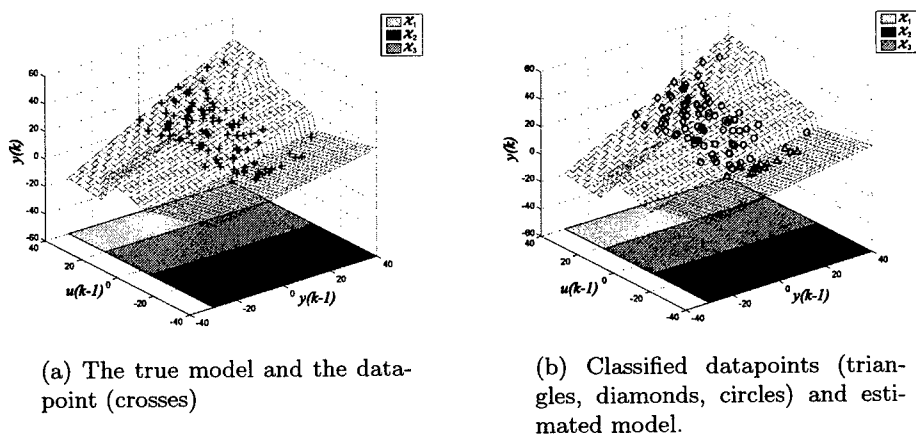 𝒳₁
𝒳₂
𝒳₃
60
40
20
0
-20
-40
-60
y(k)
40
20
0
-20
-40
u(k-1)
-40
-20
0
20
40
y(k-1)
(a) The true model and the data-
point (crosses)
𝒳₁
𝒳₂
𝒳₃
60
40
20
0
-20
-40
-60
y(k)
40
20
0
-20
-40
u(k-1)
-40
-20
0
20
40
y(k-1)
(b) Classified datapoints (trian-
gles, diamonds, circles) and esti-
mated model.